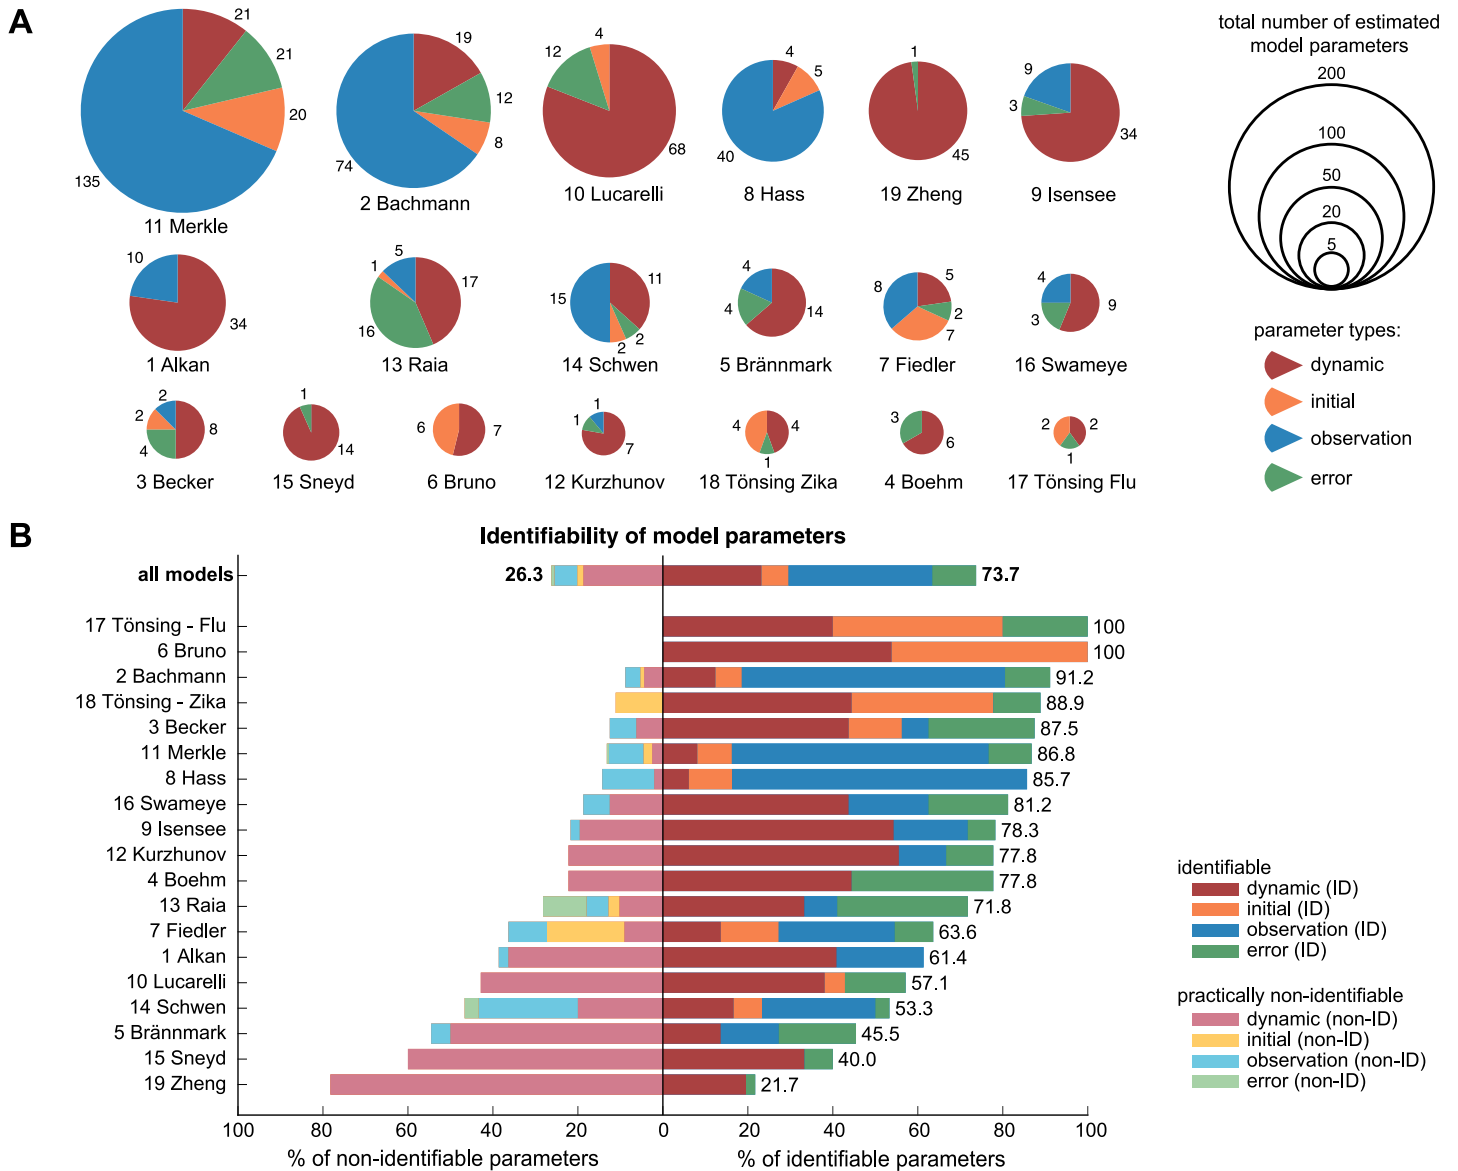 A
21
21
20
135
11 Merkle
19
12
8
74
2 Bachmann
4
12
68
10 Lucarelli
4
5
40
8 Hass
1
45
19 Zheng
9
3
34
9 Isensee
total number of estimated
model parameters
200
100
50
20
5
10
34
1 Alkan
5
1
17
16
13 Raia
11
15
2
2
14 Schwen
4
4
14
5 Brännmark
5
8
2
7
7 Fiedler
4
3
9
16 Swameye
parameter types:
dynamic
initial
observation
error
2
2
8
4
3 Becker
1
14
15 Sneyd
6
7
6 Bruno
1
1
7
12 Kurzhunov
4
4
1
18 Tönsing Zika
3
6
4 Boehm
2
2
1
17 Tönsing Flu
B
Identifiability of model parameters
all models
26.3
73.7
17 Tönsing - Flu
100
6 Bruno
100
2 Bachmann
91.2
18 Tönsing - Zika
88.9
3 Becker
87.5
11 Merkle
86.8
8 Hass
85.7
16 Swameye
81.2
9 Isensee
78.3
12 Kurzhunov
77.8
4 Boehm
77.8
13 Raia
71.8
7 Fiedler
63.6
1 Alkan
61.4
10 Lucarelli
57.1
14 Schwen
53.3
5 Brännmark
45.5
15 Sneyd
40.0
19 Zheng
21.7
100 80 60 40 20 0 20 40 60 80 100
% of non-identifiable parameters
% of identifiable parameters
identifiable
dynamic (ID)
initial (ID)
observation (ID)
error (ID)
practically non-identifiable
dynamic (non-ID)
initial (non-ID)
observation (non-ID)
error (non-ID)